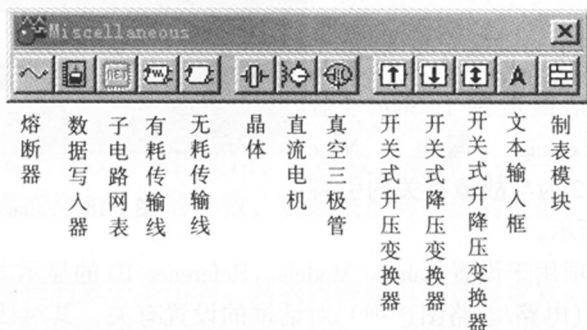 Miscellaneous
NET
熔断器
数据写入器
子电路网表
有耗传输线
无耗传输线
晶体
直流电机
真空三极管
开关式升压变换器
开关式降压变换器
开关式升降压变换器
文本输人框
制表模块